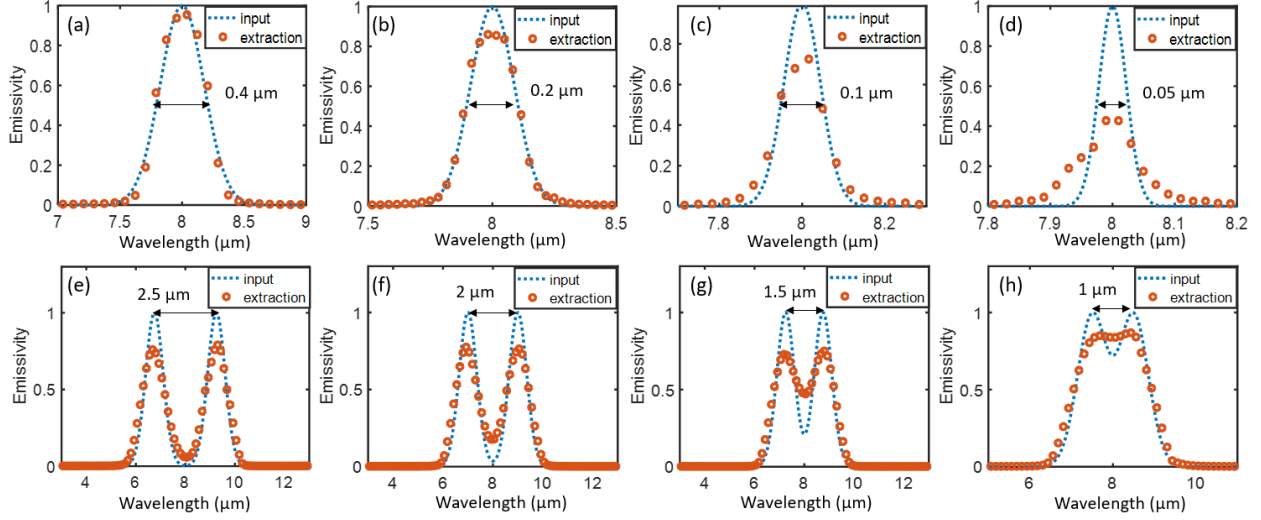 (a)
input
extraction
0.4 μm
Emissivity
1
0.8
0.6
0.4
0.2
0
7
7.5
8
8.5
9
Wavelength (μm)
(b)
input
extraction
0.2 μm
Emissivity
1
0.8
0.6
0.4
0.2
0
7.5
8
8.5
Wavelength (μm)
(c)
input
extraction
0.1 μm
Emissivity
1
0.8
0.6
0.4
0.2
0
7.8
8
8.2
Wavelength (μm)
(d)
input
extraction
0.05 μm
Emissivity
1
0.8
0.6
0.4
0.2
0
7.8
7.9
8
8.1
8.2
Wavelength (μm)
(e)
input
extraction
2.5 μm
Emissivity
1
0.5
0
4
6
8
10
12
Wavelength (μm)
(f)
input
extraction
2 μm
Emissivity
1
0.5
0
4
6
8
10
12
Wavelength (μm)
(g)
input
extraction
1.5 μm
Emissivity
1
0.5
0
4
6
8
10
12
Wavelength (μm)
(h)
input
extraction
1 μm
Emissivity
1
0.5
0
6
8
10
Wavelength (μm)